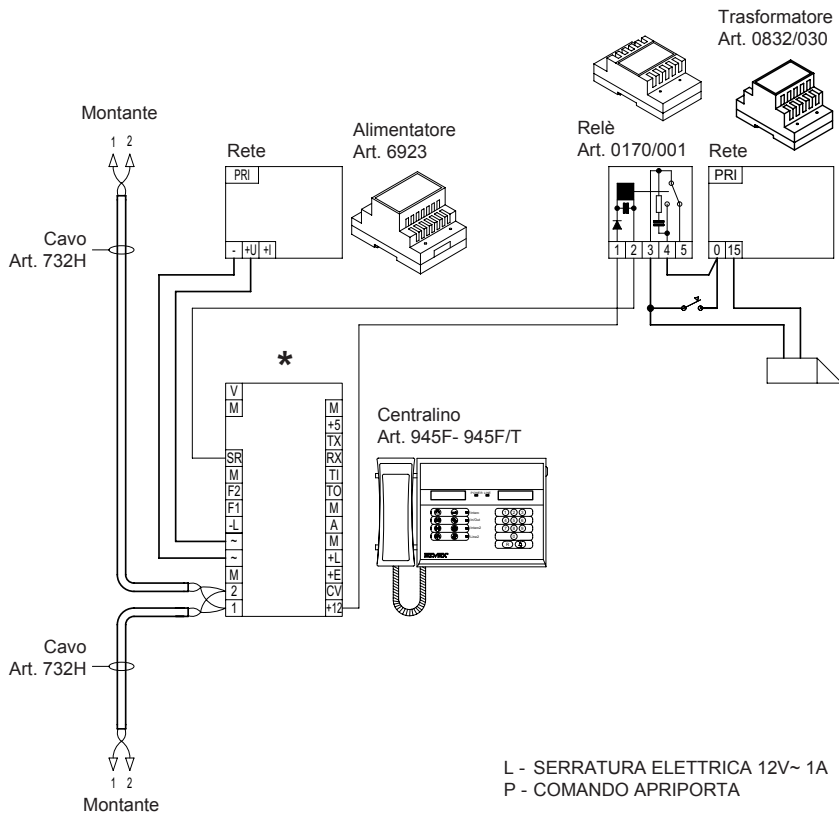 Trasformatore
Art. 0832/030
Montante
1 2
Rete
PRI
- +U +I
Alimentatore
Art. 6923
Relè
Art. 0170/001
1 2 3 4 5
Rete
PRI
0 15
Cavo
Art. 732H
*
V
M
SR
M
F2
F1
-L
~
~
M
2
1
M
+5
TX
RX
TI
TO
M
A
M
+L
+E
CV
+12
Centralino
Art. 945F- 945F/T
Cavo
Art. 732H
1 2
Montante
L - SERRATURA ELETTRICA 12V~ 1A
P - COMANDO APRIPORTA